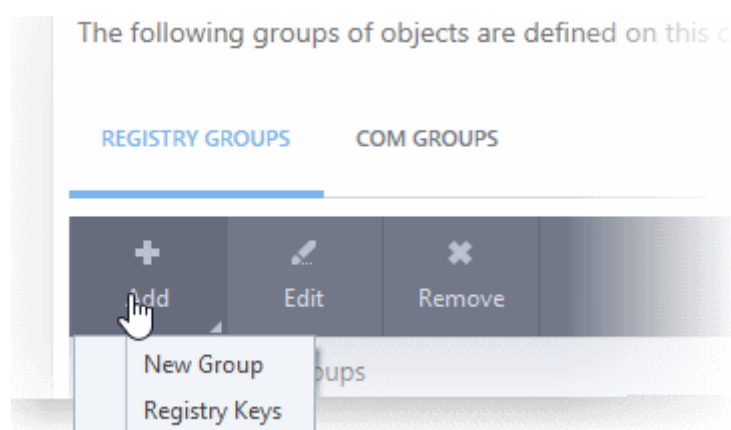 The following groups of objects are defined on this
REGISTRY GROUPS COM GROUPS
Add Edit Remove
New Group
Registry Keys